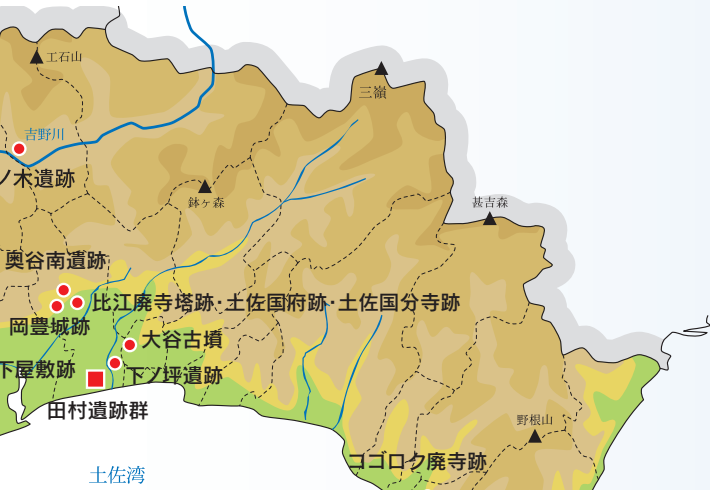 工石山
三嶺
吉野川
ノ木遺跡
鉢ヶ森
甚吉森
奥谷南遺跡
比江廃寺塔跡・土佐国府跡・土佐国分寺跡
岡豊城跡
大谷古墳
下屋敷跡
下ノ坪遺跡
田村遺跡群
野根山
コゴロク廃寺跡
土佐湾